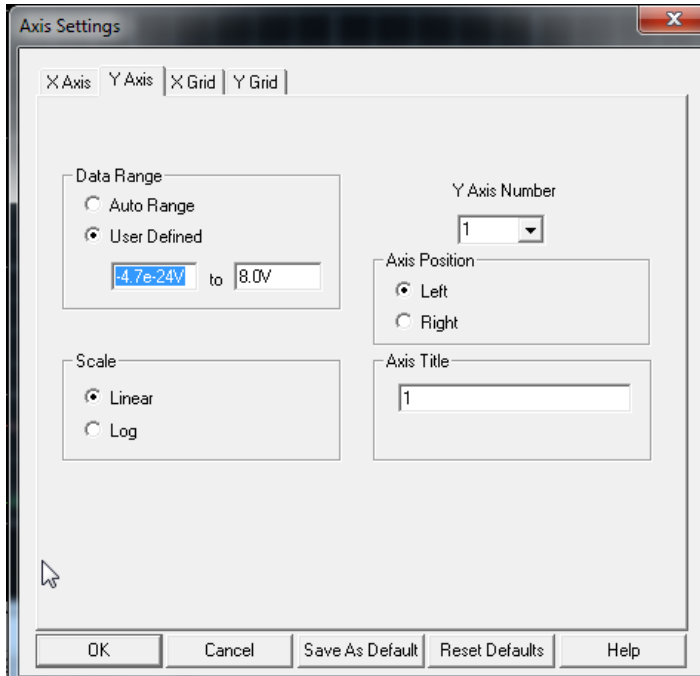 Axis Settings
X Axis Y Axis X Grid Y Grid
Data Range
Auto Range
User Defined
-4.7e-24V to 8.0V
Y Axis Number
1
Axis Position
Left
Right
Scale
Linear
Log
Axis Title
1
OK Cancel Save As Default Reset Defaults Help